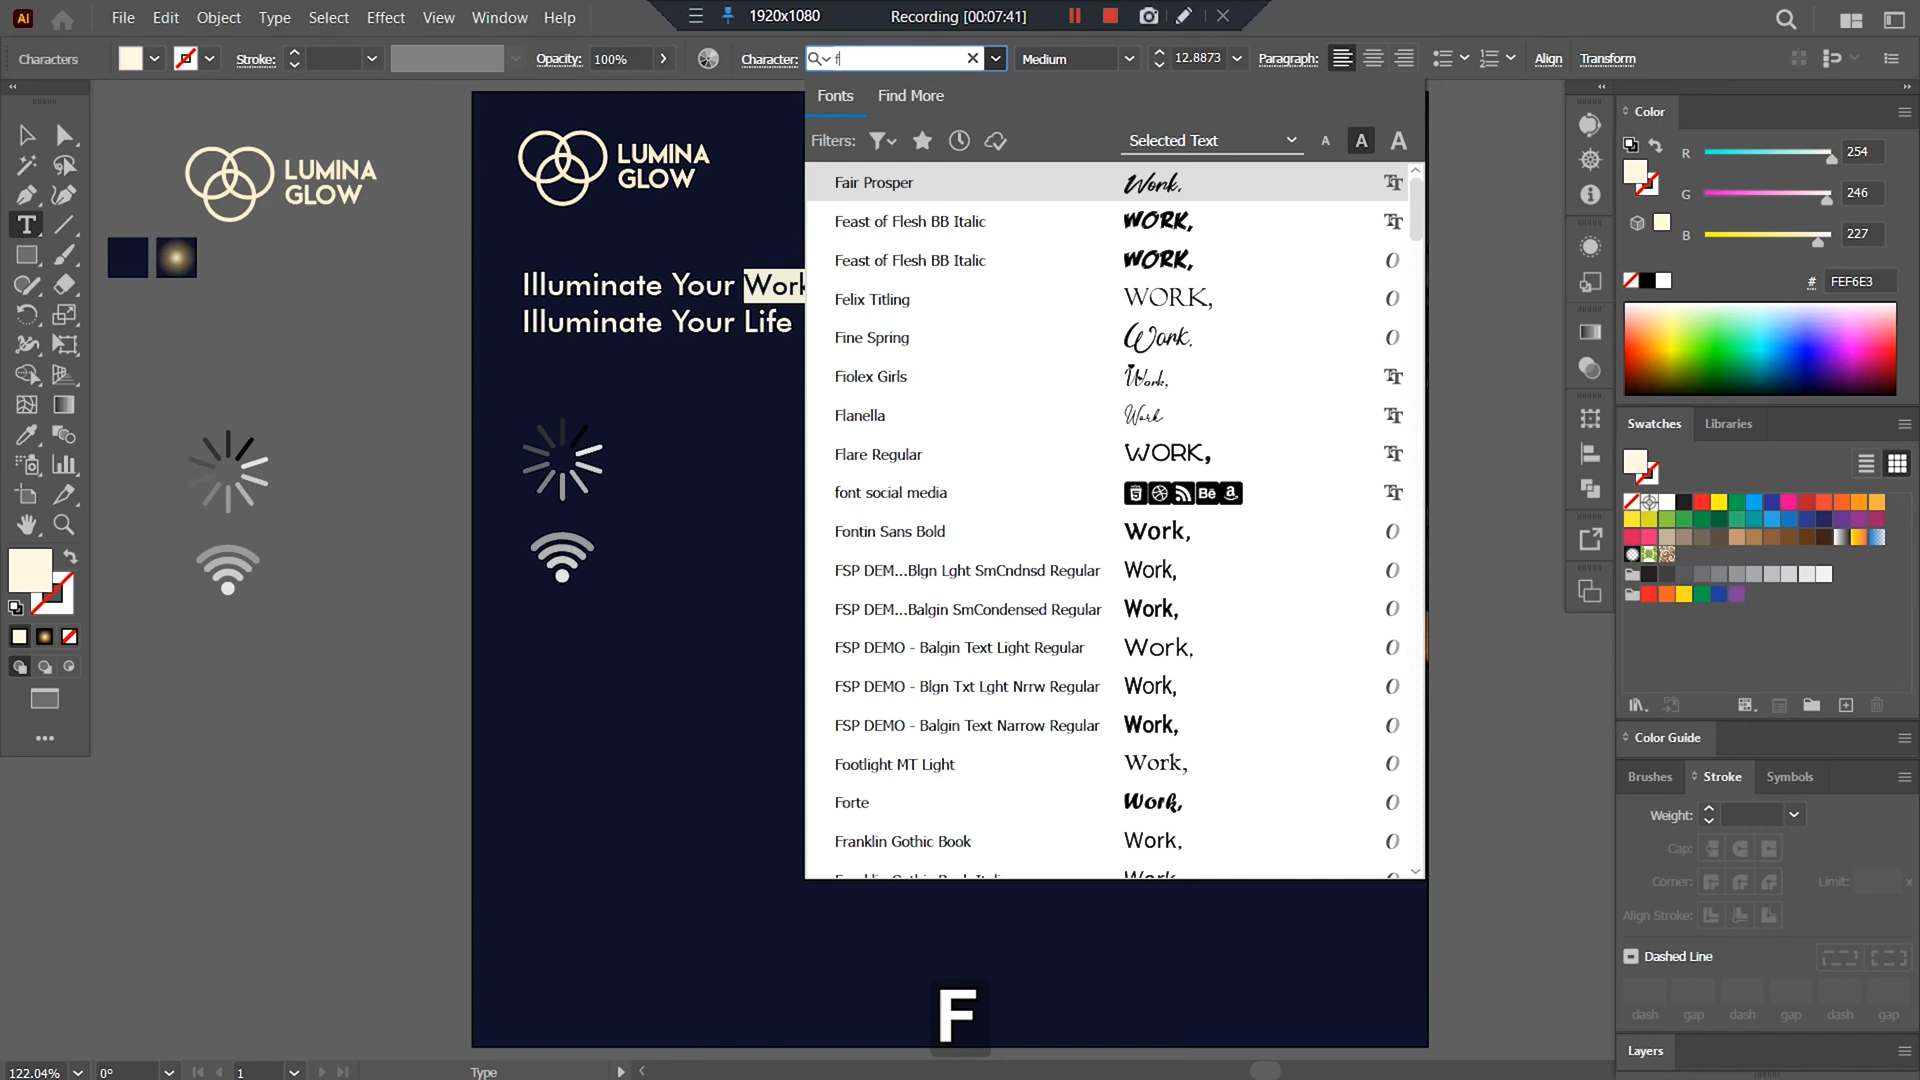 Ai File Edit Object Type Select Effect View Window Help
1920x1080 Recording [00:07:41]
Characters Stroke: Opacity: 100% Character: f Medium 12.8873 Paragraph: Align Transform
Fonts Find More
Filters: Selected Text A A A
Fair Prosper Work,
Feast of Flesh BB Italic WORK,
Feast of Flesh BB Italic WORK,
Felix Titling WORK,
Fine Spring Work,
Fiolex Girls Work,
Flanella Work
Flare Regular WORK,
font social media
Fontin Sans Bold Work,
FSP DEM...Blgn Lght SmCndnsd Regular Work,
FSP DEM...Balgin SmCondensed Regular Work,
FSP DEMO - Balgin Text Light Regular Work,
FSP DEMO - Blgn Txt Lght Nrrw Regular Work,
FSP DEMO - Balgin Text Narrow Regular Work,
Footlight MT Light Work,
Forte Work,
Franklin Gothic Book Work,
LUMINA
GLOW
LUMINA
GLOW
Illuminate Your Work
Illuminate Your Life
F
Color
R 254
G 246
B 227
# FEF6E3
Swatches Libraries
Color Guide
Brushes Stroke Symbols
Weight:
Cap:
Corner: Limit: x
Align Stroke:
Dashed Line
dash gap dash gap dash gap
Layers
122.04% 0° 1 Type